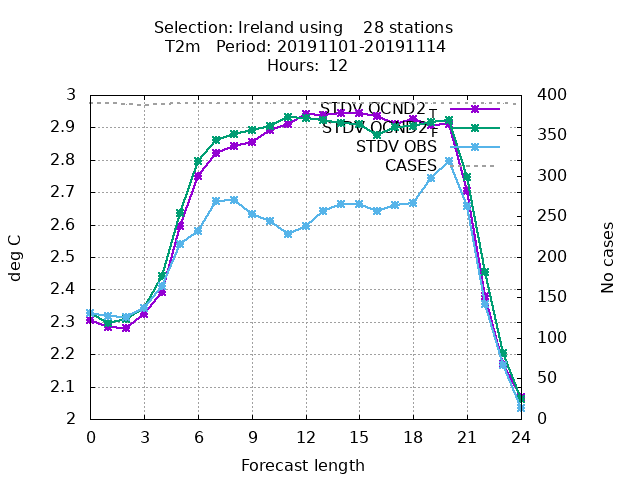 Selection: Ireland using    28 stations
T2m   Period: 20191101-20191114
Hours: 12
3
2.9
2.8
2.7
2.6
2.5
2.4
2.3
2.2
2.1
2
deg C
400
350
300
250
200
150
100
50
0
No cases
STDV OCND2_T
STDV OCND2_T
STDV OBS
CASES
0 3 6 9 12 15 18 21 24
Forecast length